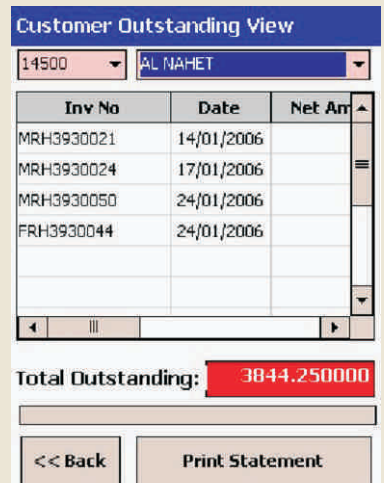 Customer Outstanding View
14500 AL NAHET
Inv No Date Net Am
MRH3930021 14/01/2006
MRH3930024 17/01/2006
MRH3930050 24/01/2006
FRH3930044 24/01/2006
Total Outstanding: 3844.250000
<< Back Print Statement